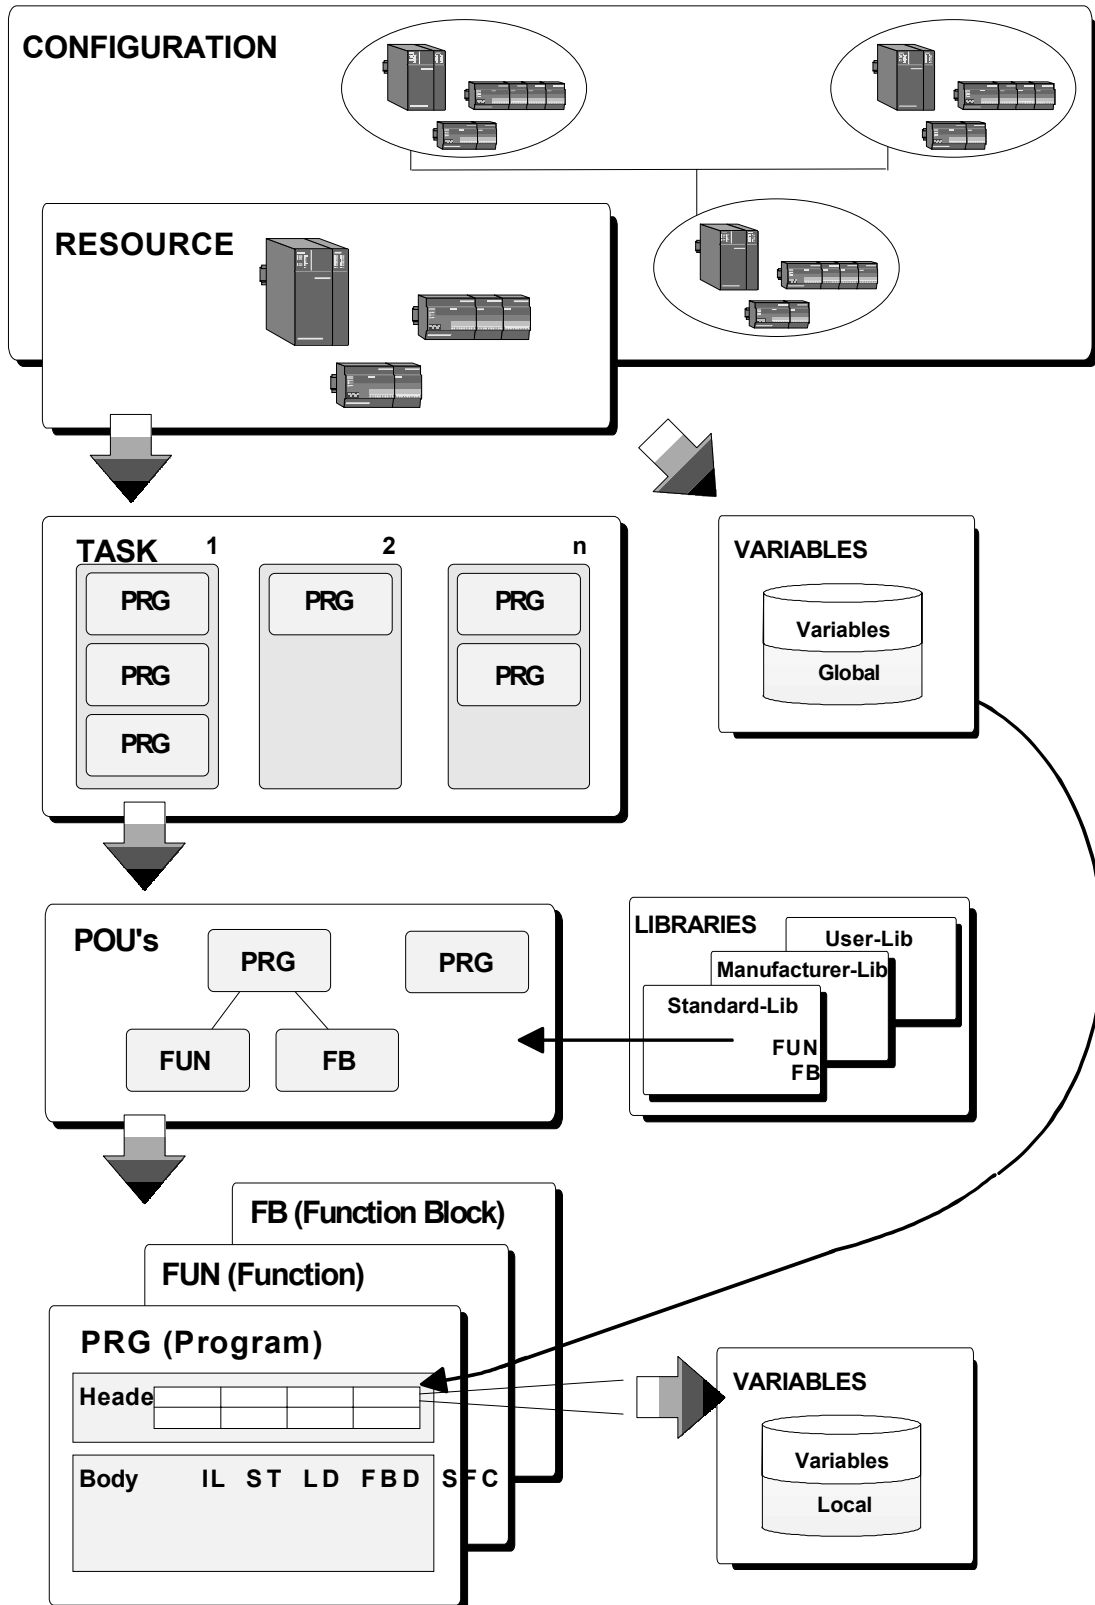 CONFIGURATION
RESOURCE
TASK 1 2 n
PRG PRG PRG
PRG PRG
PRG
VARIABLES
Variables
Global
POU's
PRG PRG
FUN FB
LIBRARIES
User-Lib
Manufacturer-Lib
Standard-Lib
FUN
FB
FB (Function Block)
FUN (Function)
PRG (Program)
Heade
Body IL ST LD FBD SFC
VARIABLES
Variables
Local